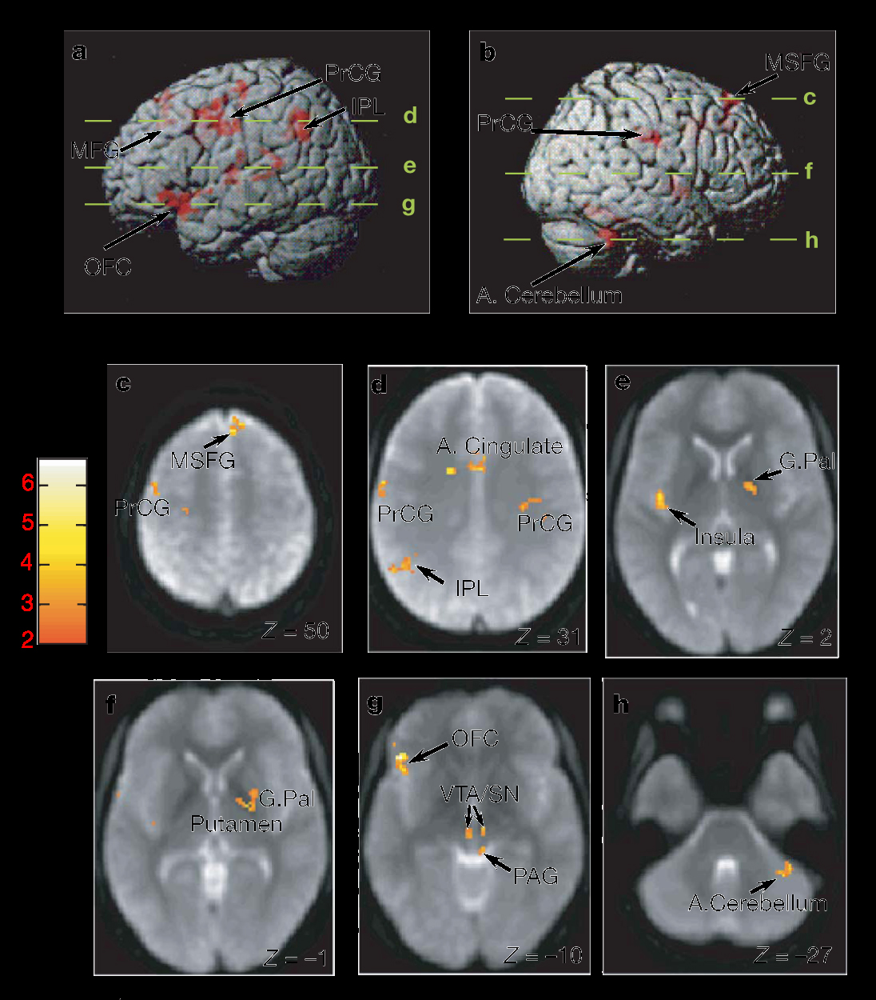 a
PrCG
IPL
d
MFG
e
g
OFC
b
MSFG
c
PrCG
f
h
A. Cerebellum
c
MSFG
PrCG
Z = 50
d
A. Cingulate
PrCG
PrCG
IPL
Z = 31
e
G.Pal
Insula
Z = 2
6
5
4
3
2
f
G.Pal
Putamen
Z = –1
g
OFC
VTA/SN
PAG
Z = –10
h
A.Cerebellum
Z = –27